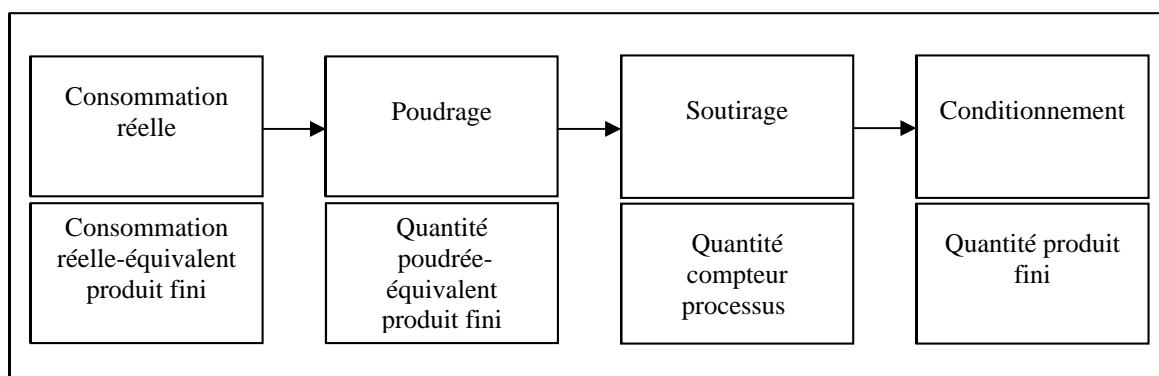 Consommation
réelle
Poudrage
Soutirage
Conditionnement
Consommation
réelle-équivalent
produit fini
Quantité
poudrée-
équivalent
produit fini
Quantité
compteur
processus
Quantité produit
fini